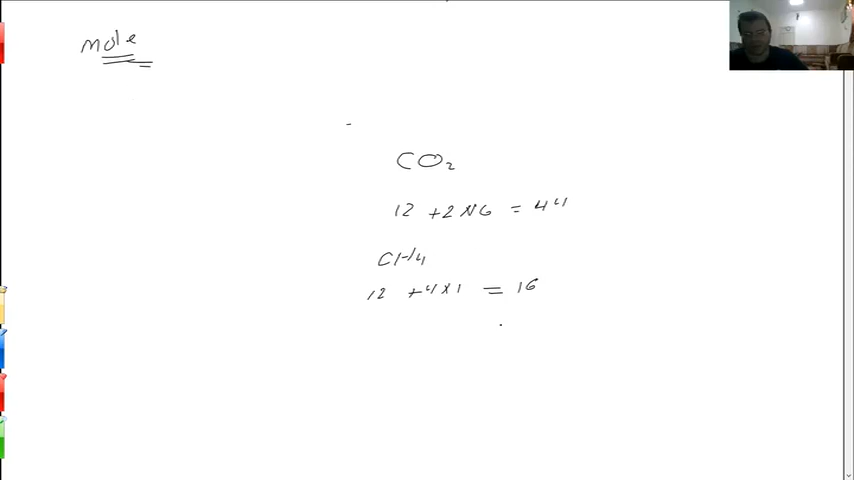 mole
CO₂
12 + 2 × 16 = 44
CH4
12 + 4 × 1 = 16